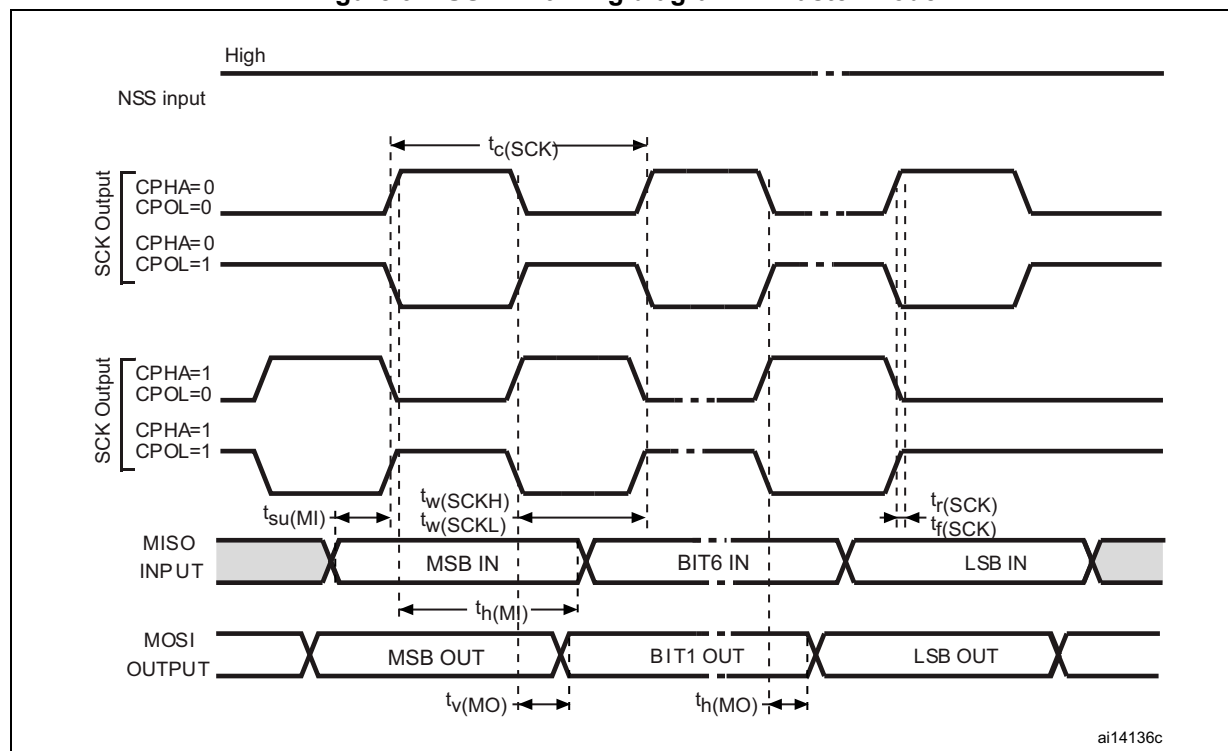 High
NSS input
tc(SCK)
SCK Output
CPHA=0
CPOL=0
CPHA=0
CPOL=1
SCK Output
CPHA=1
CPOL=0
CPHA=1
CPOL=1
tsu(MI)
tw(SCKH)
tw(SCKL)
tr(SCK)
tf(SCK)
MISO
INPUT
MSB IN
BIT6 IN
LSB IN
th(MI)
MOSI
OUTPUT
MSB OUT
BIT1 OUT
LSB OUT
tv(MO)
th(MO)
ai14136c